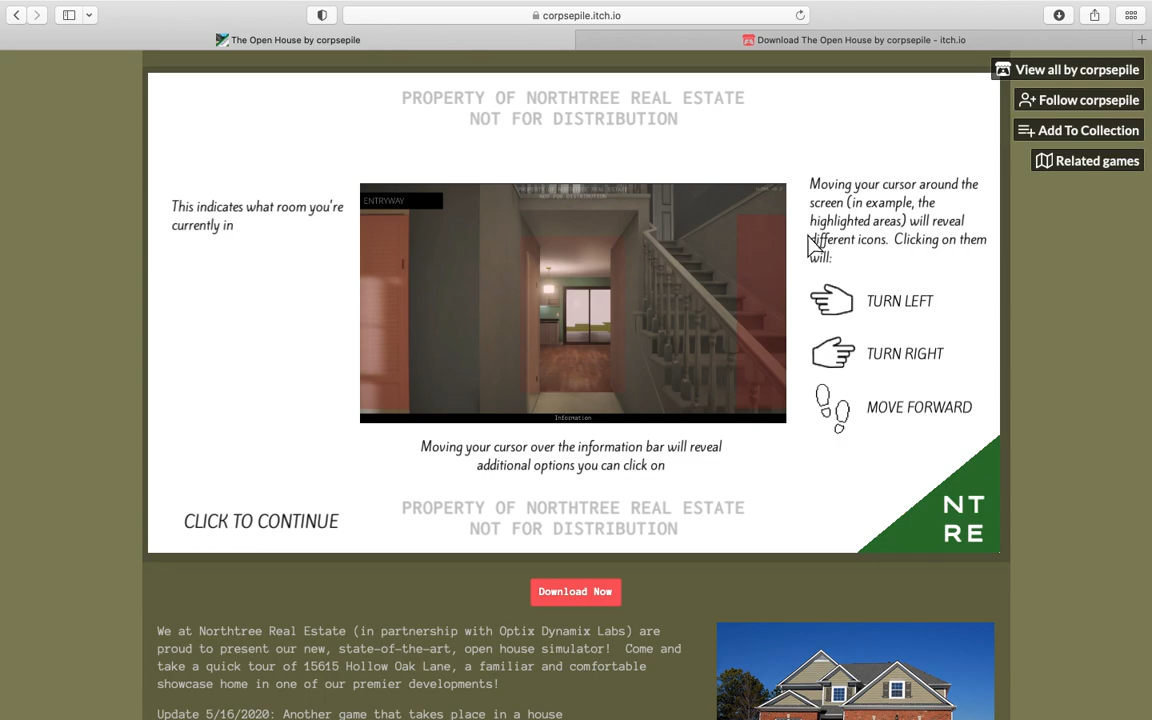 corpsepile.itch.io
The Open House by corpsepile
Download The Open House by corpsepile - itch.io
View all by corpsepile
Follow corpsepile
Add To Collection
Related games
PROPERTY OF NORTHTREE REAL ESTATE
NOT FOR DISTRIBUTION
This indicates what room you're
currently in
ENTRYWAY
PROPERTY OF NORTHTREE REAL ESTATE
NOT FOR DISTRIBUTION
Information
Moving your cursor around the
screen (in example, the
highlighted areas) will reveal
different icons. Clicking on them
will:
TURN LEFT
TURN RIGHT
MOVE FORWARD
Moving your cursor over the information bar will reveal
additional options you can click on
CLICK TO CONTINUE
PROPERTY OF NORTHTREE REAL ESTATE
NOT FOR DISTRIBUTION
NT
RE
Download Now
We at Northtree Real Estate (in partnership with Optix Dynamix Labs) are
proud to present our new, state-of-the-art, open house simulator! Come and
take a quick tour of 15615 Hollow Oak Lane, a familiar and comfortable
showcase home in one of our premier developments!
Update 5/16/2020: Another game that takes place in a house